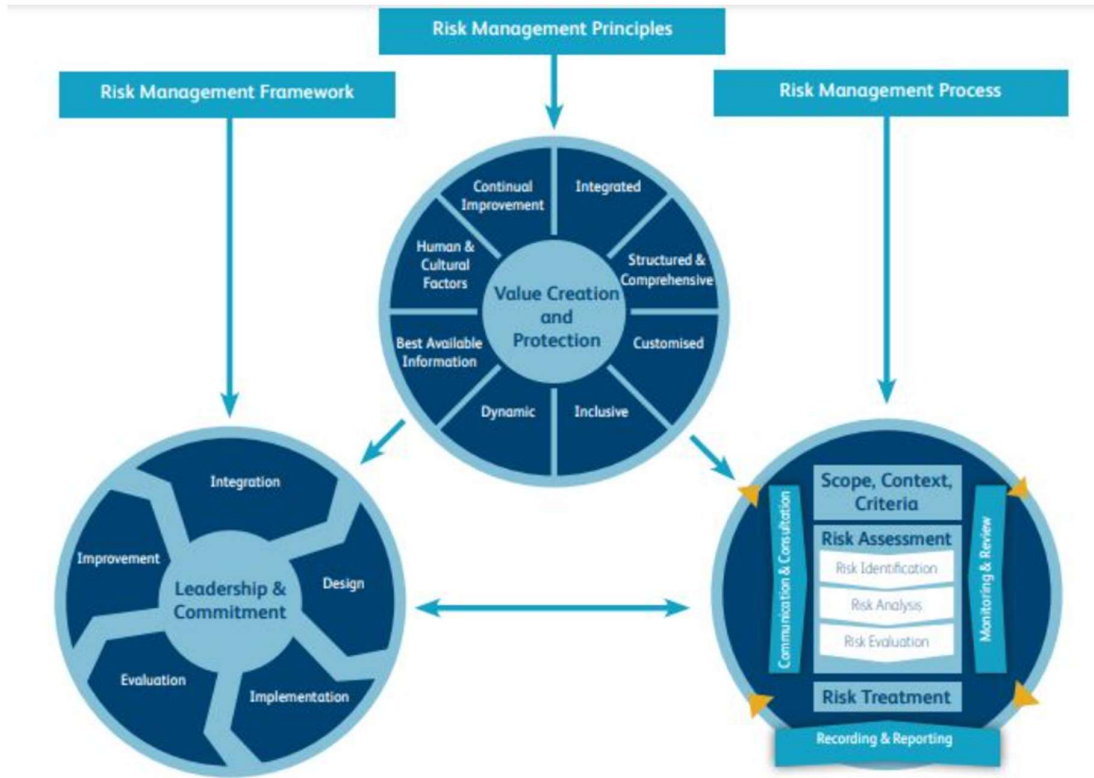 Risk Management Principles
Risk Management Framework
Risk Management Process
Continual
Improvement
Integrated
Human &
Cultural
Factors
Structured &
Comprehensive
Value Creation
and
Protection
Best Available
Information
Customised
Dynamic
Inclusive
Integration
Improvement
Design
Leadership &
Commitment
Evaluation
Implementation
Scope, Context,
Criteria
Risk Assessment
Risk Identification
Risk Analysis
Risk Evaluation
Risk Treatment
Communication & Consultation
Monitoring & Review
Recording & Reporting